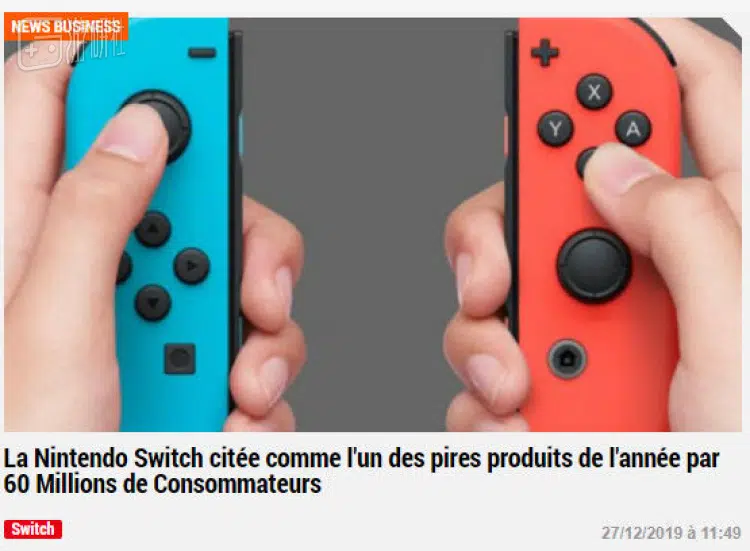 NEWS BUSINESS
X
Y
A
La Nintendo Switch citée comme l'un des pires produits de l'année par
60 Millions de Consommateurs
Switch
27/12/2019 à 11:49